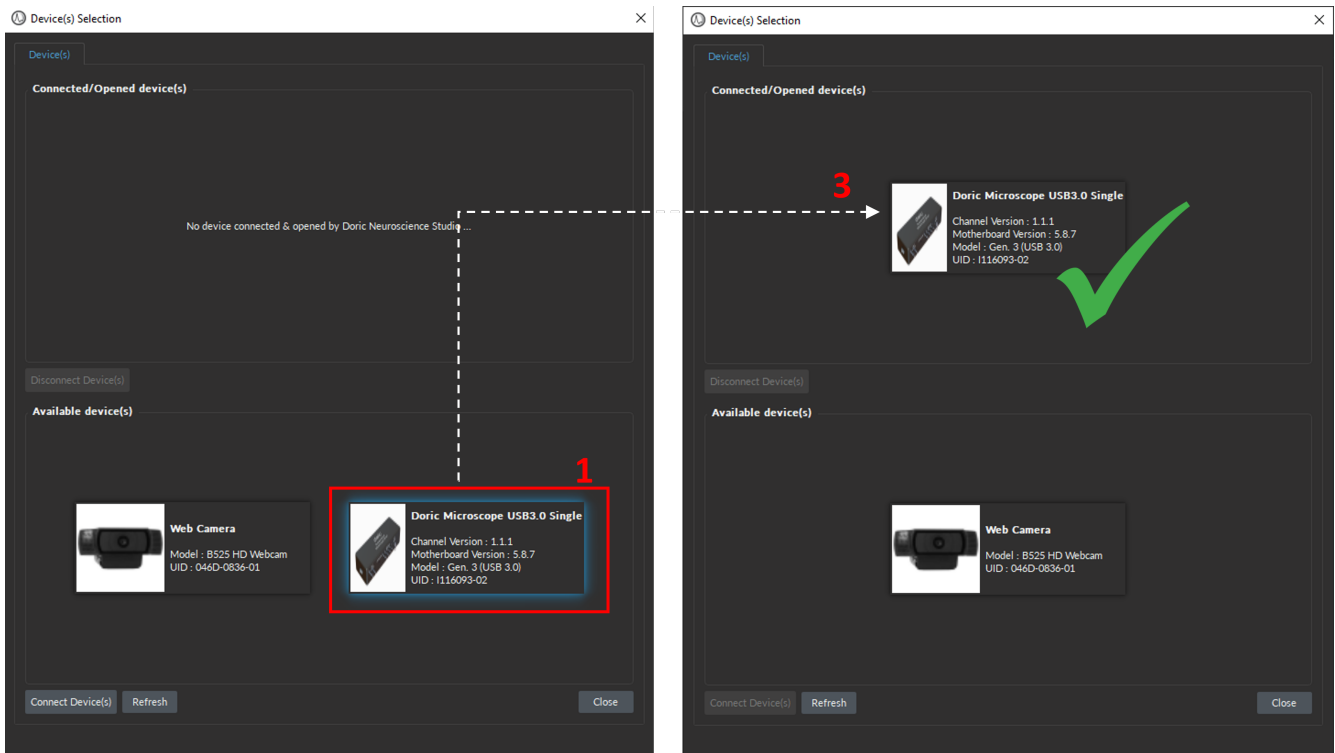 Device(s) Selection
Device(s)
Connected/Opened device(s)
No device connected & opened by Doric Neuroscience Studio ...
Disconnect Device(s)
Available device(s)
Web Camera
Model : B525 HD Webcam
UID : 046D-0836-01
1
Doric Microscope USB3.0 Single
Channel Version : 1.1.1
Motherboard Version : 5.8.7
Model : Gen. 3 (USB 3.0)
UID : I116093-02
Connect Device(s)
Refresh
Close
Device(s) Selection
Device(s)
Connected/Opened device(s)
3
Doric Microscope USB3.0 Single
Channel Version : 1.1.1
Motherboard Version : 5.8.7
Model : Gen. 3 (USB 3.0)
UID : I116093-02
Disconnect Device(s)
Available device(s)
Web Camera
Model : B525 HD Webcam
UID : 046D-0836-01
Connect Device(s)
Refresh
Close